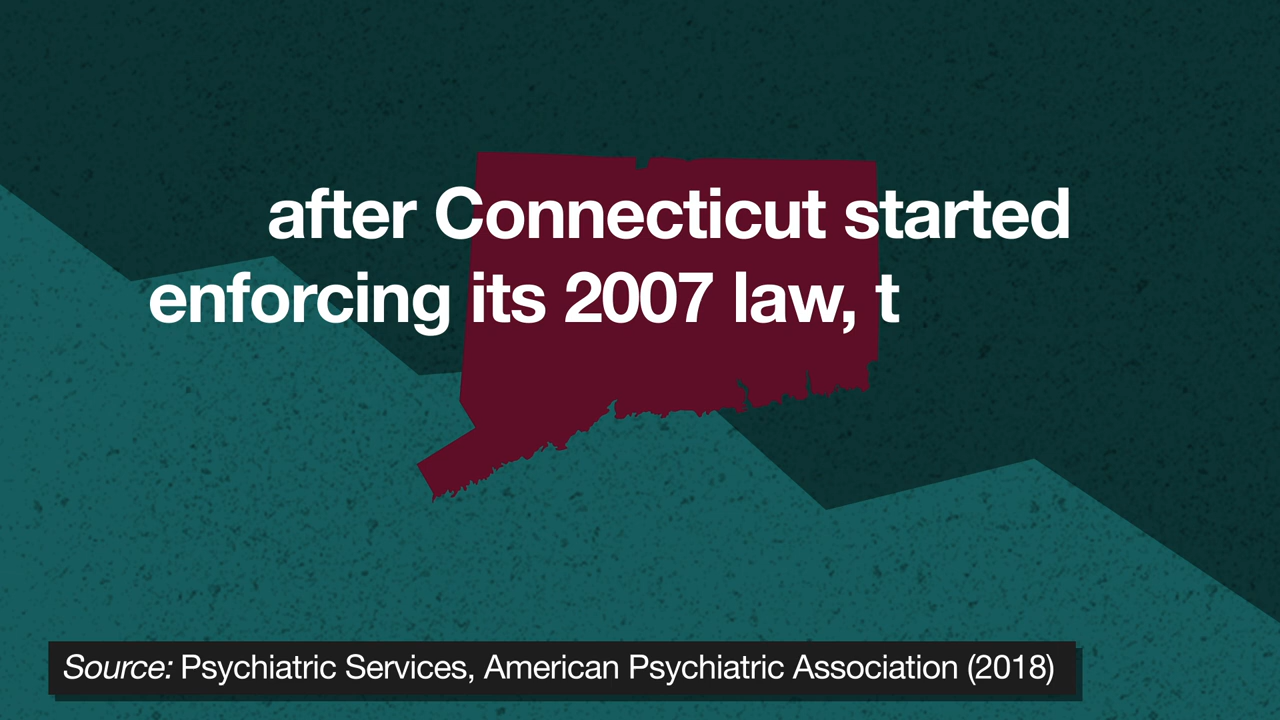 after Connecticut started
enforcing its 2007 law, t
Source: Psychiatric Services, American Psychiatric Association (2018)